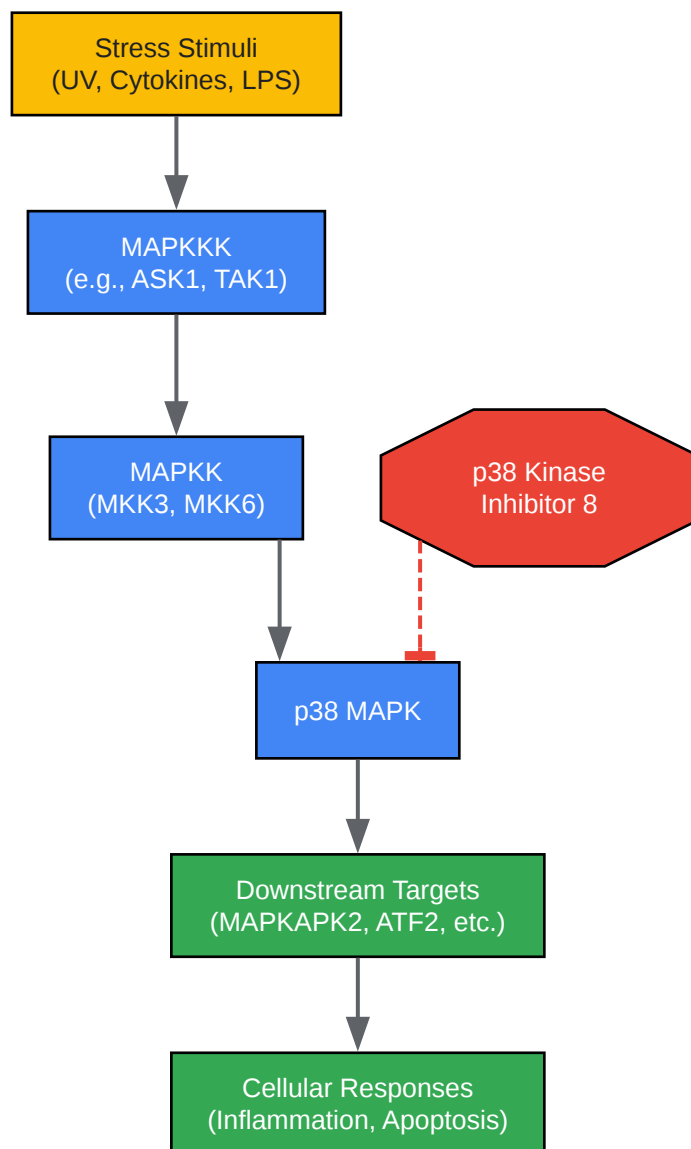 Stress Stimuli
(UV, Cytokines, LPS)
MAPKKK
(e.g., ASK1, TAK1)
MAPKK
(MKK3, MKK6)
p38 Kinase
Inhibitor 8
p38 MAPK
Downstream Targets
(MAPKAPK2, ATF2, etc.)
Cellular Responses
(Inflammation, Apoptosis)